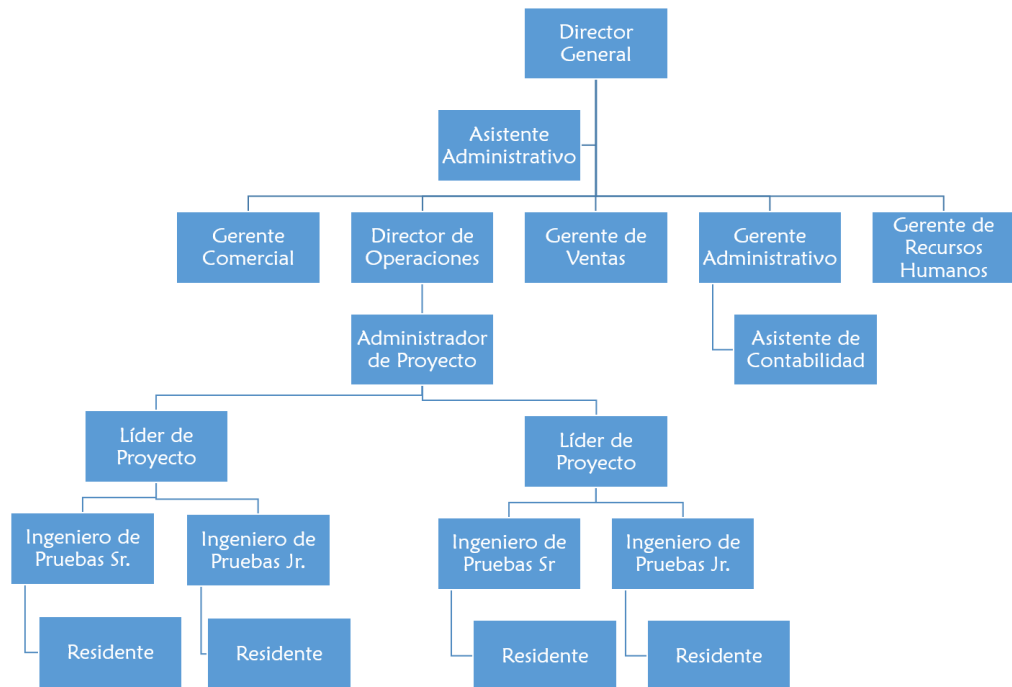 Director
General
Asistente
Administrativo
Gerente
Comercial
Director de
Operaciones
Gerente de
Ventas
Gerente
Administrativo
Gerente de
Recursos
Humanos
Administrador
de Proyecto
Asistente de
Contabilidad
Líder de
Proyecto
Líder de
Proyecto
Ingeniero de
Pruebas Sr.
Ingeniero de
Pruebas Jr.
Ingeniero de
Pruebas Sr
Ingeniero de
Pruebas Jr.
Residente
Residente
Residente
Residente